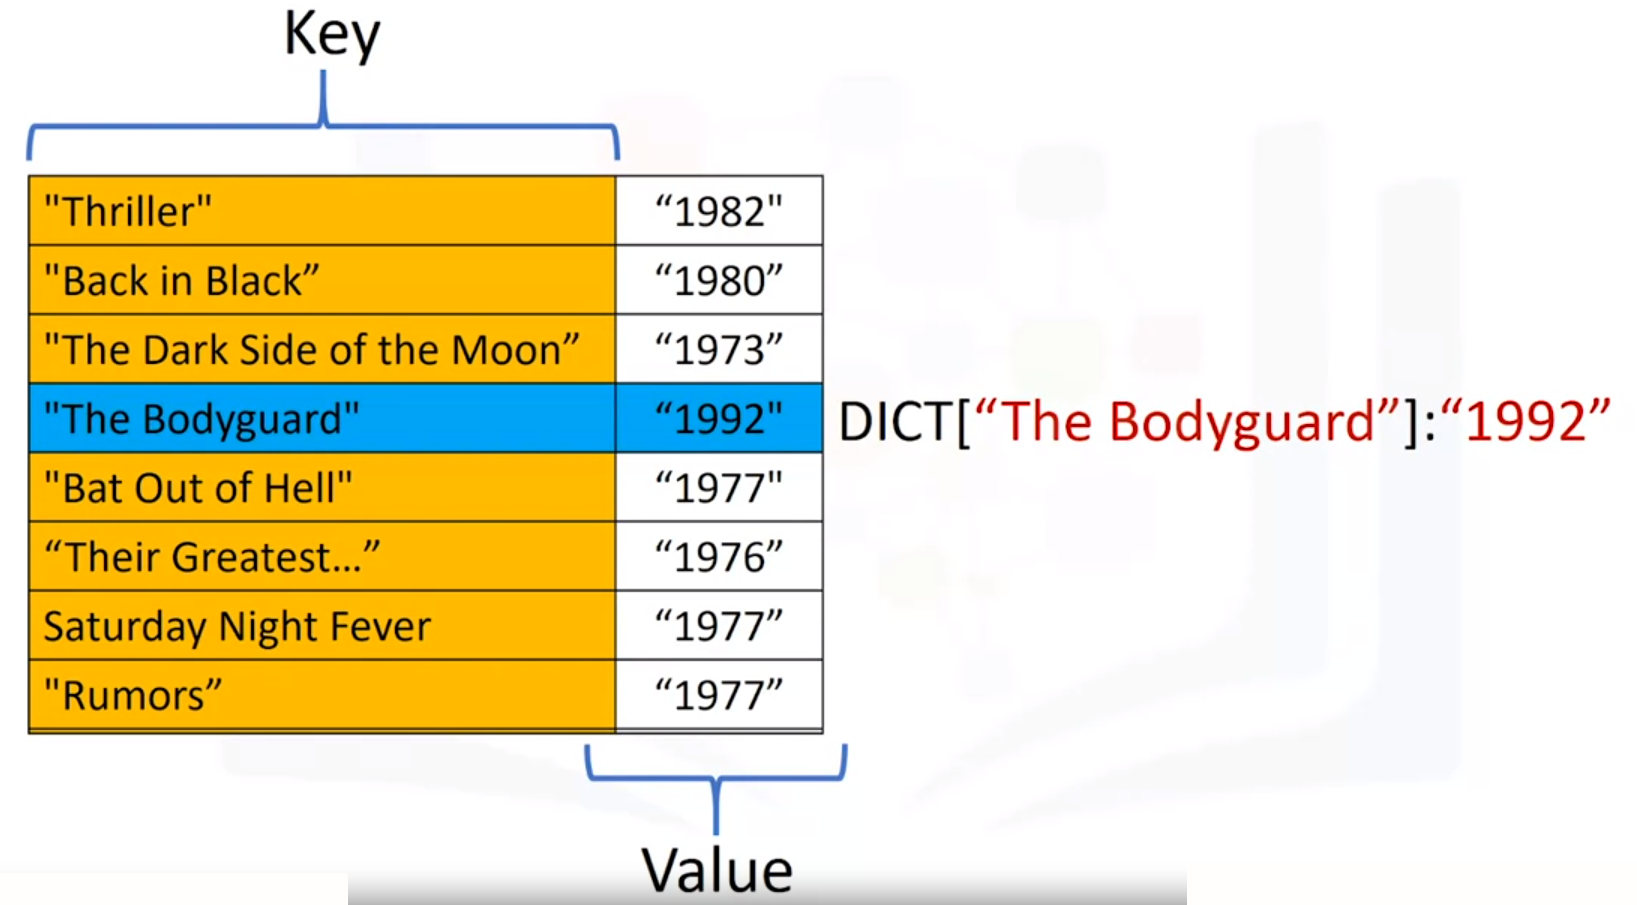 Key
"Thriller" “1982"
"Back in Black” “1980”
"The Dark Side of the Moon” “1973”
"The Bodyguard" “1992" DICT[“The Bodyguard”]:“1992”
"Bat Out of Hell" “1977"
“Their Greatest...” “1976”
Saturday Night Fever “1977”
"Rumors” “1977”
Value